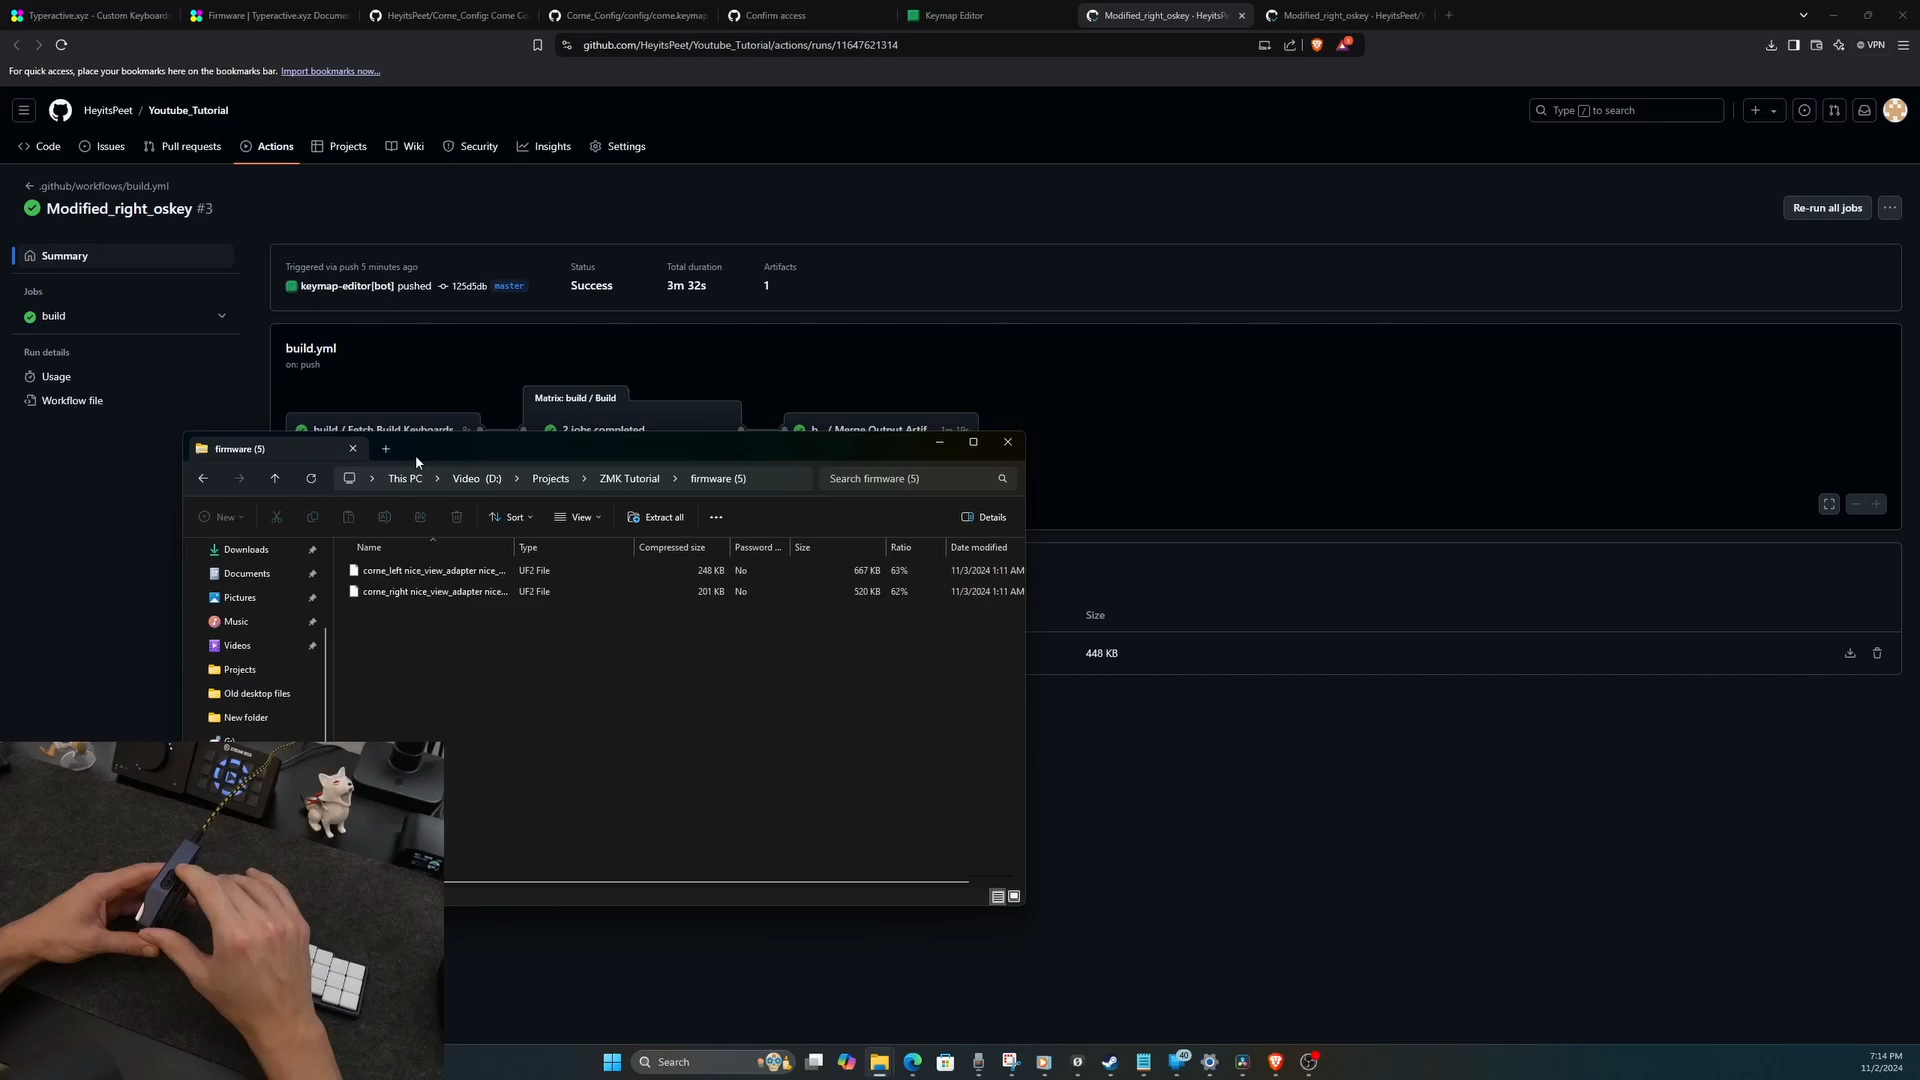 Typeractive.xyz - Custom Keyboards
Firmware | Typeractive.xyz Docume
HeyitsPeet/Corne_Config: Corne Co
Corne_Config/config/corne.keymap
Confirm access
Keymap Editor
Modified_right_oskey · HeyitsPe
Modified_right_oskey · HeyitsPeet/Y
github.com/HeyitsPeet/Youtube_Tutorial/actions/runs/11647621314
1
VPN
For quick access, place your bookmarks here on the bookmarks bar. Import bookmarks now...
HeyitsPeet / Youtube_Tutorial
Type / to search
Code
Issues
Pull requests
Actions
Projects
Wiki
Security
Insights
Settings
.github/workflows/build.yml
Modified_right_oskey #3
Re-run all jobs
Summary
Jobs
build
Run details
Usage
Workflow file
Triggered via push 5 minutes ago
keymap-editor[bot] pushed 125d5db master
Status
Success
Total duration
3m 32s
Artifacts
1
build.yml
on: push
build / Fetch Build Keyboards 8s
Matrix: build / Build
2 jobs completed
b... / Merge Output Artif... 1m 19s
Size
448 KB
firmware (5)
This PC > Video (D:) > Projects > ZMK Tutorial > firmware (5)
Search firmware (5)
New
Sort
View
Extract all
Details
Downloads
Documents
Pictures
Music
Videos
Projects
Old desktop files
New folder
G:\
Name Type Compressed size Password ... Size Ratio Date modified
corne_left nice_view_adapter nice_... UF2 File 248 KB No 667 KB 63% 11/3/2024 1:11 AM
corne_right nice_view_adapter nice... UF2 File 201 KB No 520 KB 62% 11/3/2024 1:11 AM
STREAM DECK
Search
40
7:14 PM
11/2/2024